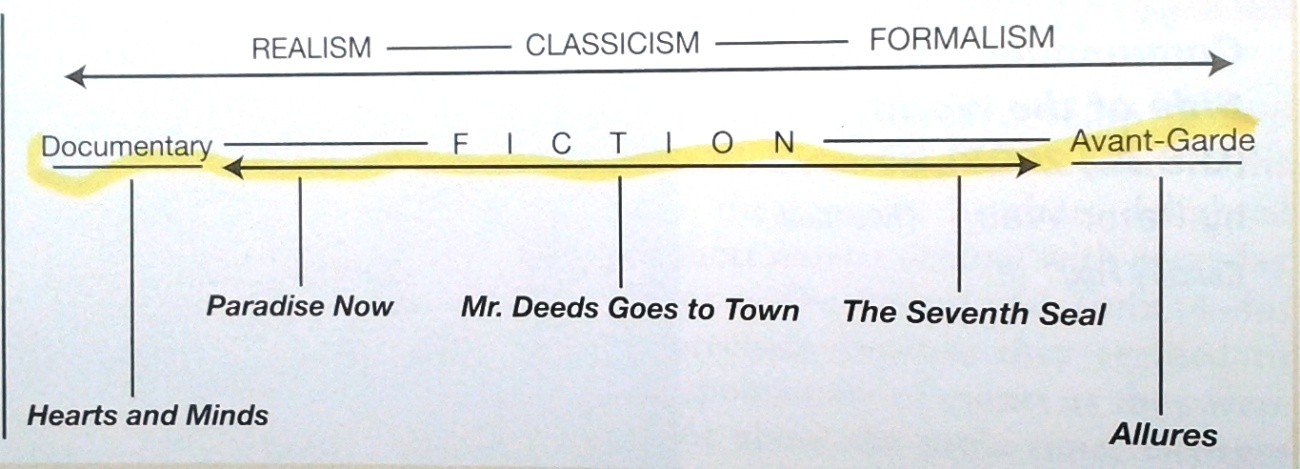 REALISM CLASSICISM FORMALISM
Documentary FICTION Avant-Garde
Paradise Now Mr. Deeds Goes to Town The Seventh Seal
Hearts and Minds
Allures